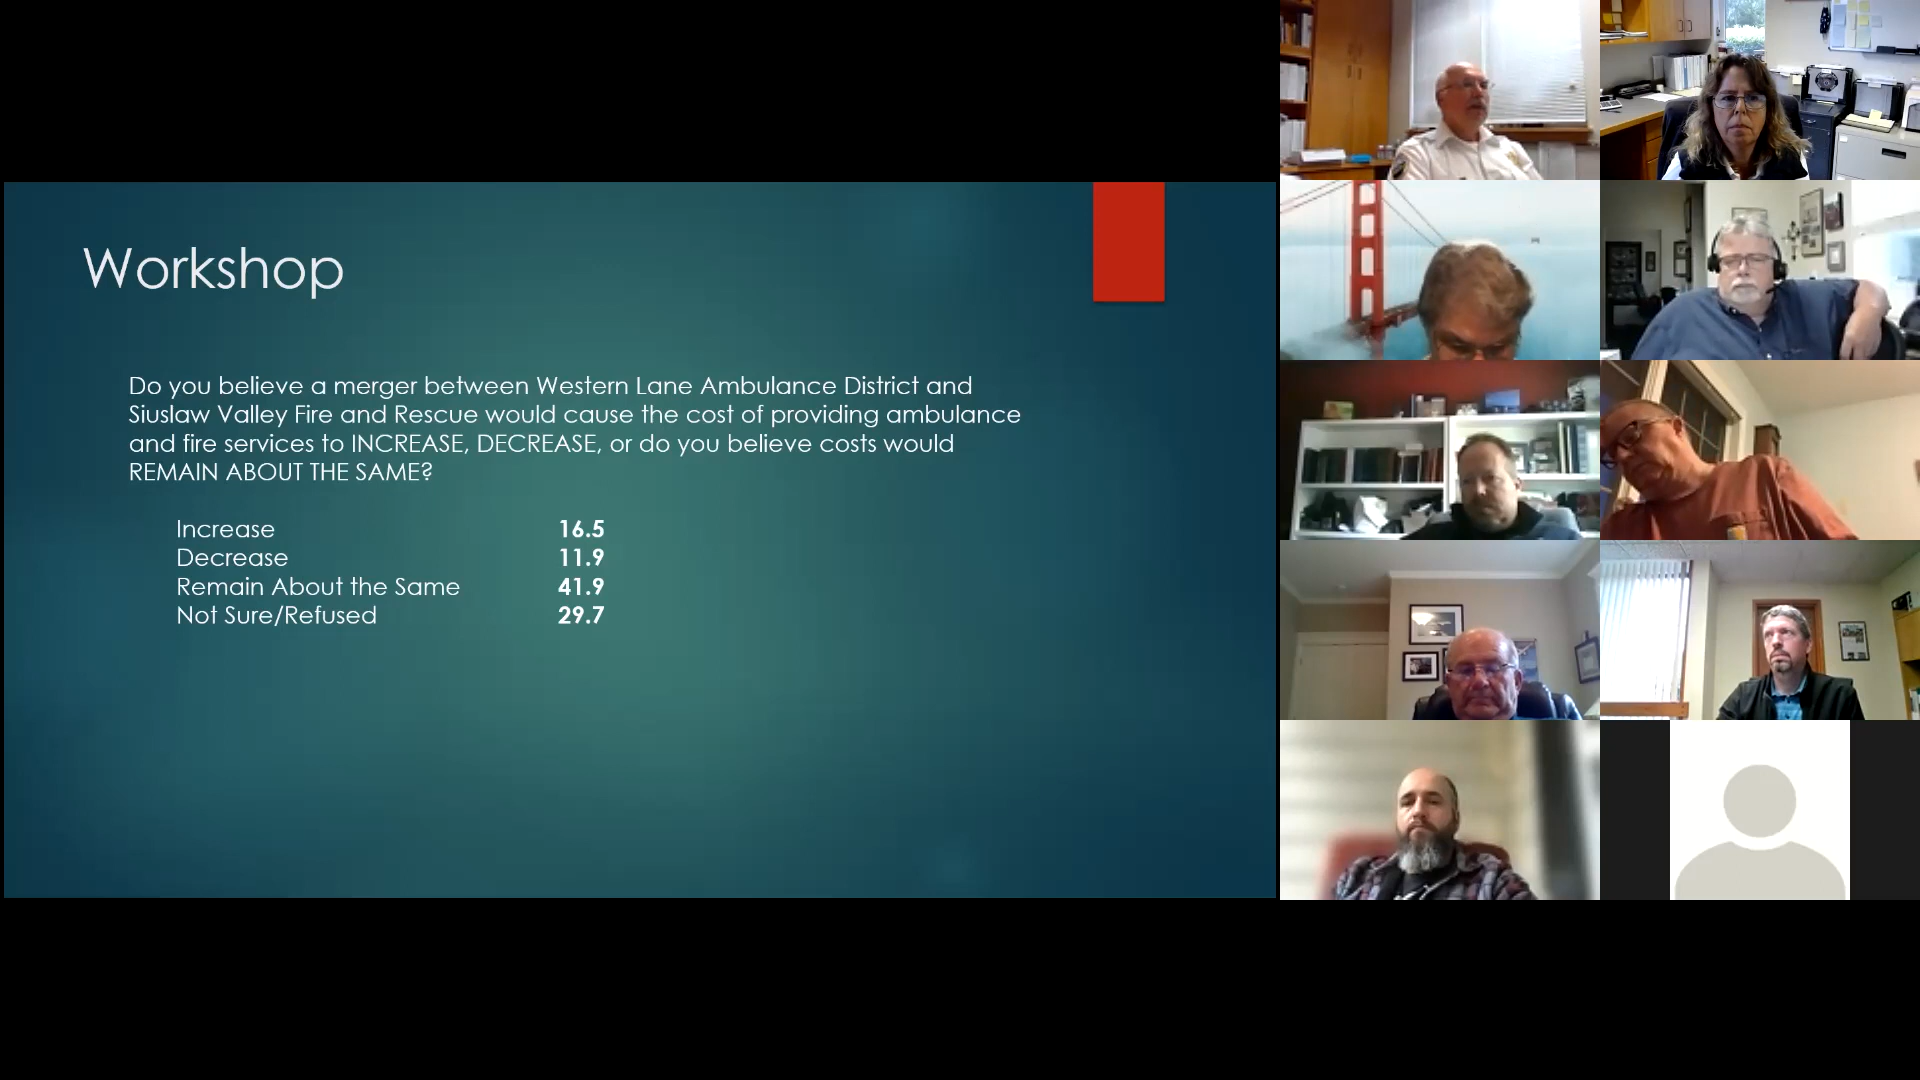 Workshop
Do you believe a merger between Western Lane Ambulance District and
Siuslaw Valley Fire and Rescue would cause the cost of providing ambulance
and fire services to INCREASE, DECREASE, or do you believe costs would
REMAIN ABOUT THE SAME?
Increase 16.5
Decrease 11.9
Remain About the Same 41.9
Not Sure/Refused 29.7